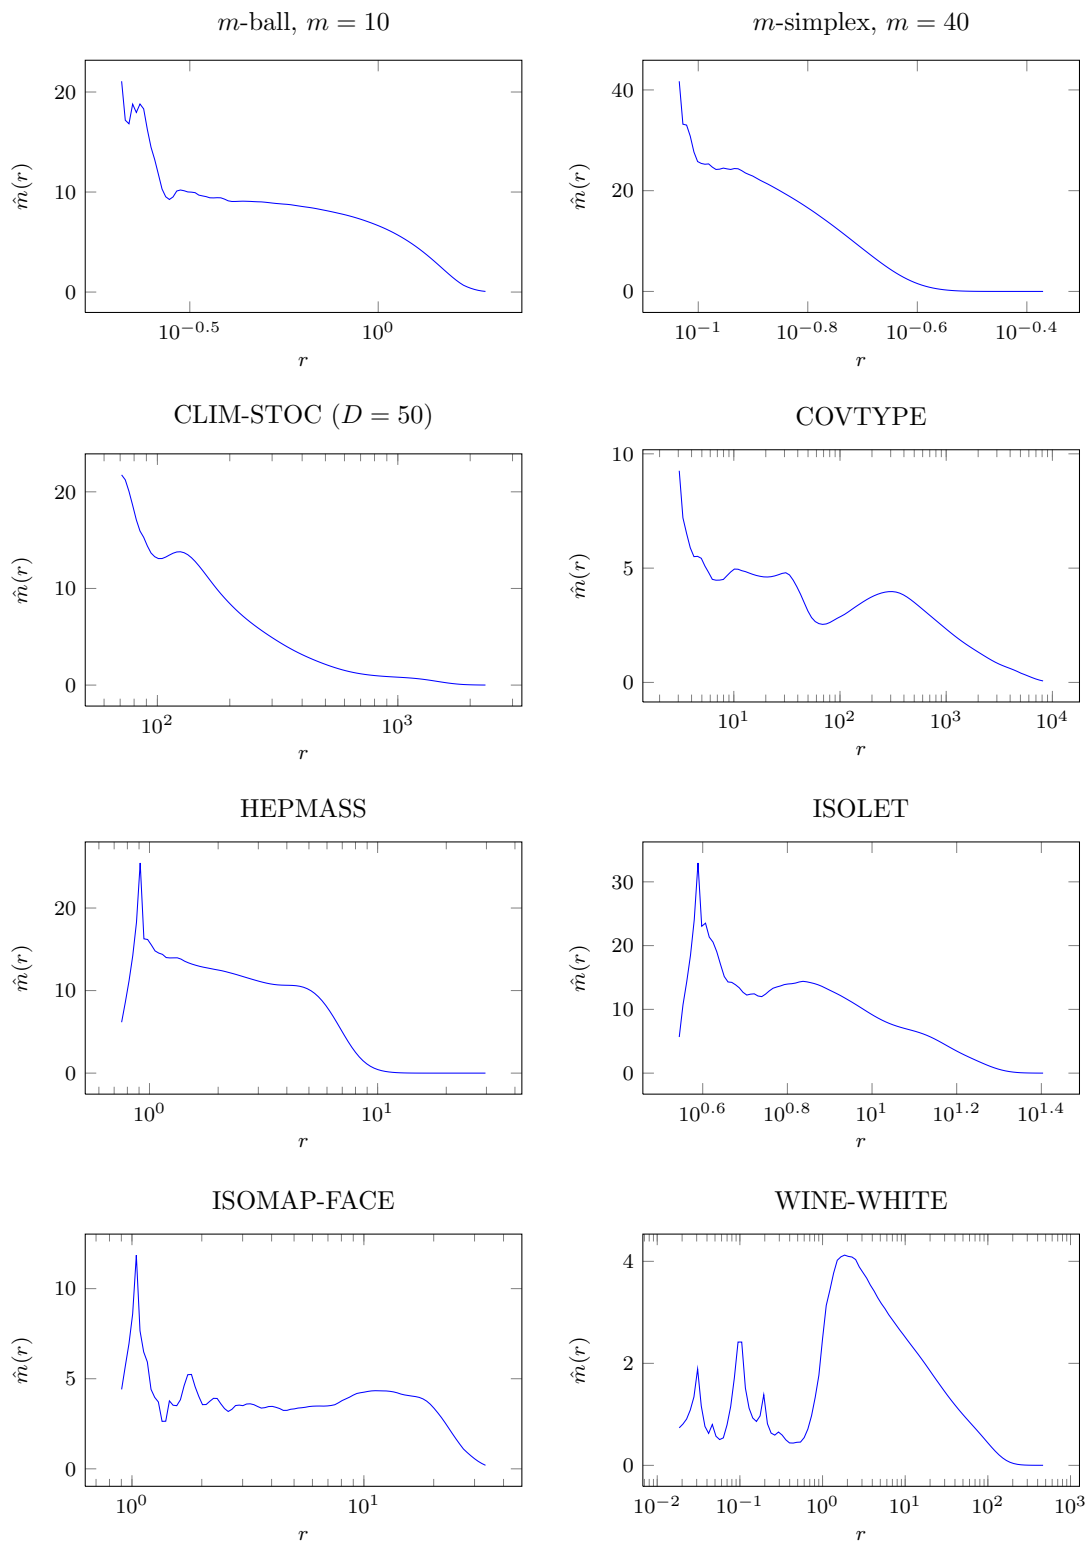 m-ball, m = 10
m-simplex, m = 40
20
10
0
m̂(r)
10^−0.5
10^0
r
40
20
0
m̂(r)
10^−1
10^−0.8
10^−0.6
10^−0.4
r
CLIM-STOC (D = 50)
COVTYPE
20
10
0
m̂(r)
10^2
10^3
r
10
5
0
m̂(r)
10^1
10^2
10^3
10^4
r
HEPMASS
ISOLET
20
10
0
m̂(r)
10^0
10^1
r
30
20
10
0
m̂(r)
10^0.6
10^0.8
10^1
10^1.2
10^1.4
r
ISOMAP-FACE
WINE-WHITE
10
5
0
m̂(r)
10^0
10^1
r
4
2
0
m̂(r)
10^−2
10^−1
10^0
10^1
10^2
10^3
r